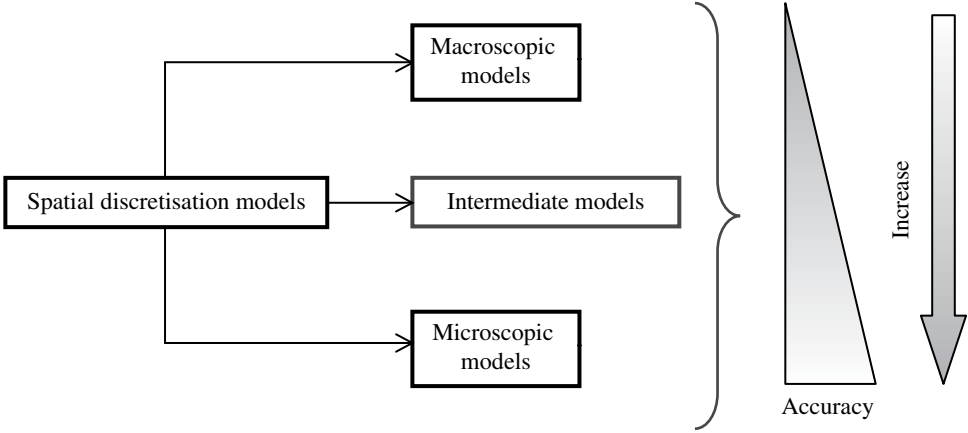 Macroscopic
models
Spatial discretisation models
Intermediate models
Microscopic
models
Increase
Accuracy